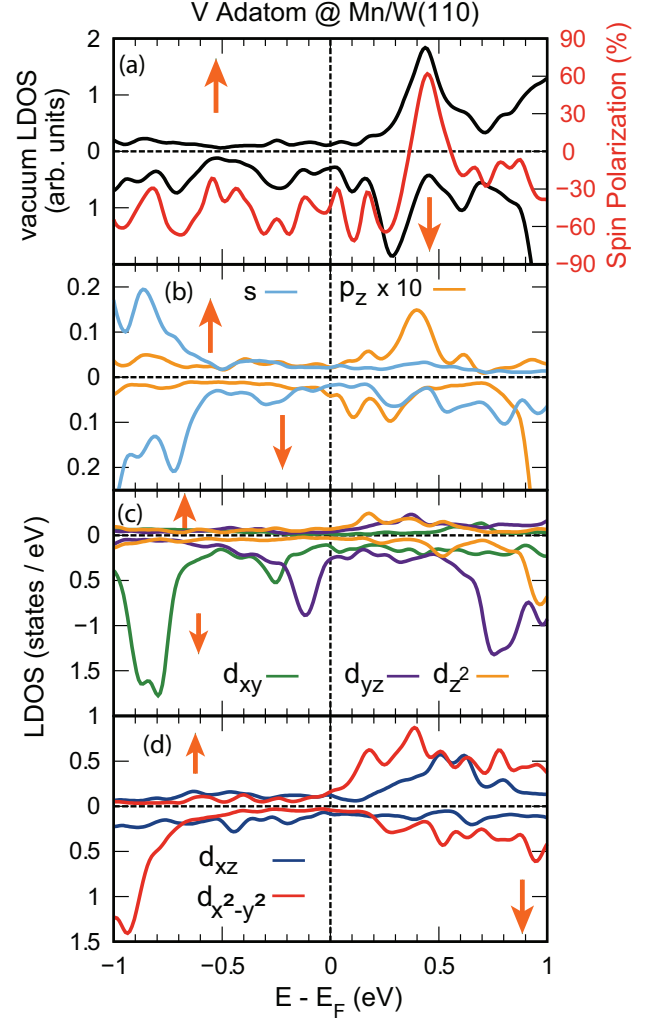 V Adatom @ Mn/W(110)
(a)
2
1
0
1
vacuum LDOS
(arb. units)
90
60
30
0
−30
−60
−90
Spin Polarization (%)
(b)
s
p_z x 10
0.2
0.1
0
0.1
0.2
(c)
0
0.5
−1
1.5
1
d_xy
d_yz
d_z²
LDOS (states / eV)
(d)
0.5
0
0.5
1
1.5
d_xz
d_x²-y²
−1
−0.5
0
0.5
1
E - E_F (eV)